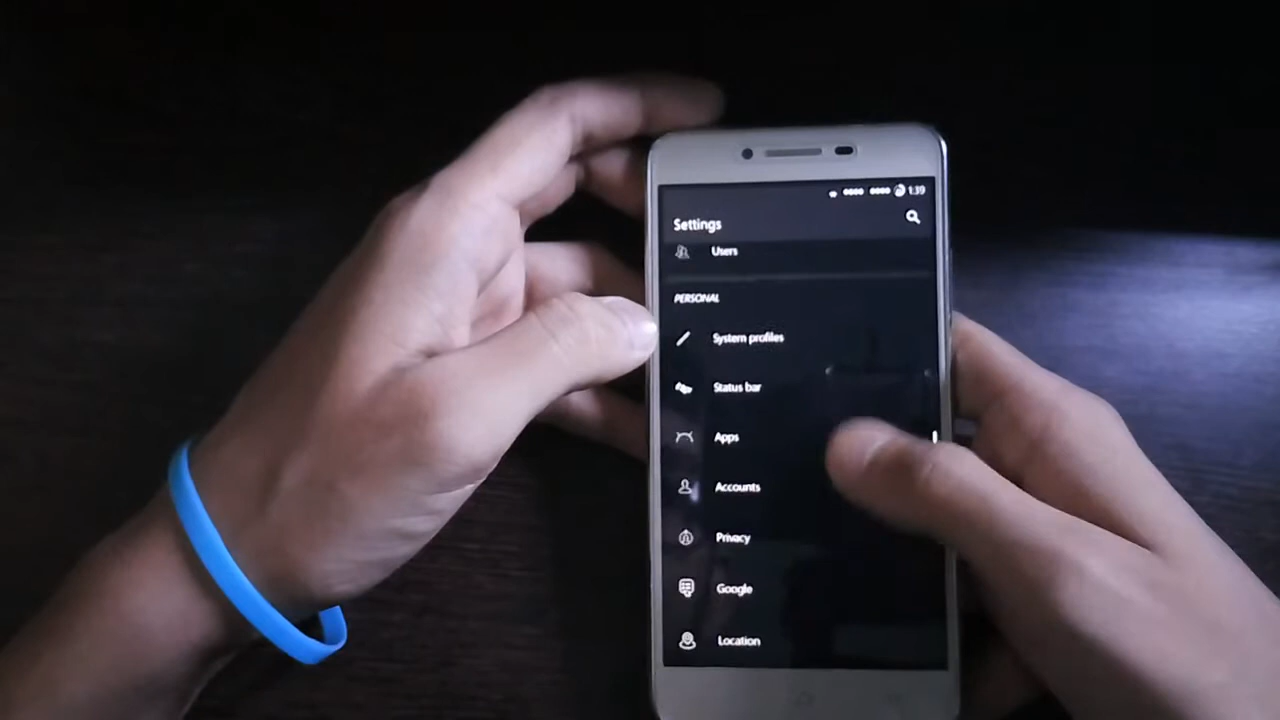 1:39
Settings
Users
PERSONAL
System profiles
Status bar
Apps
Accounts
Privacy
Google
Location